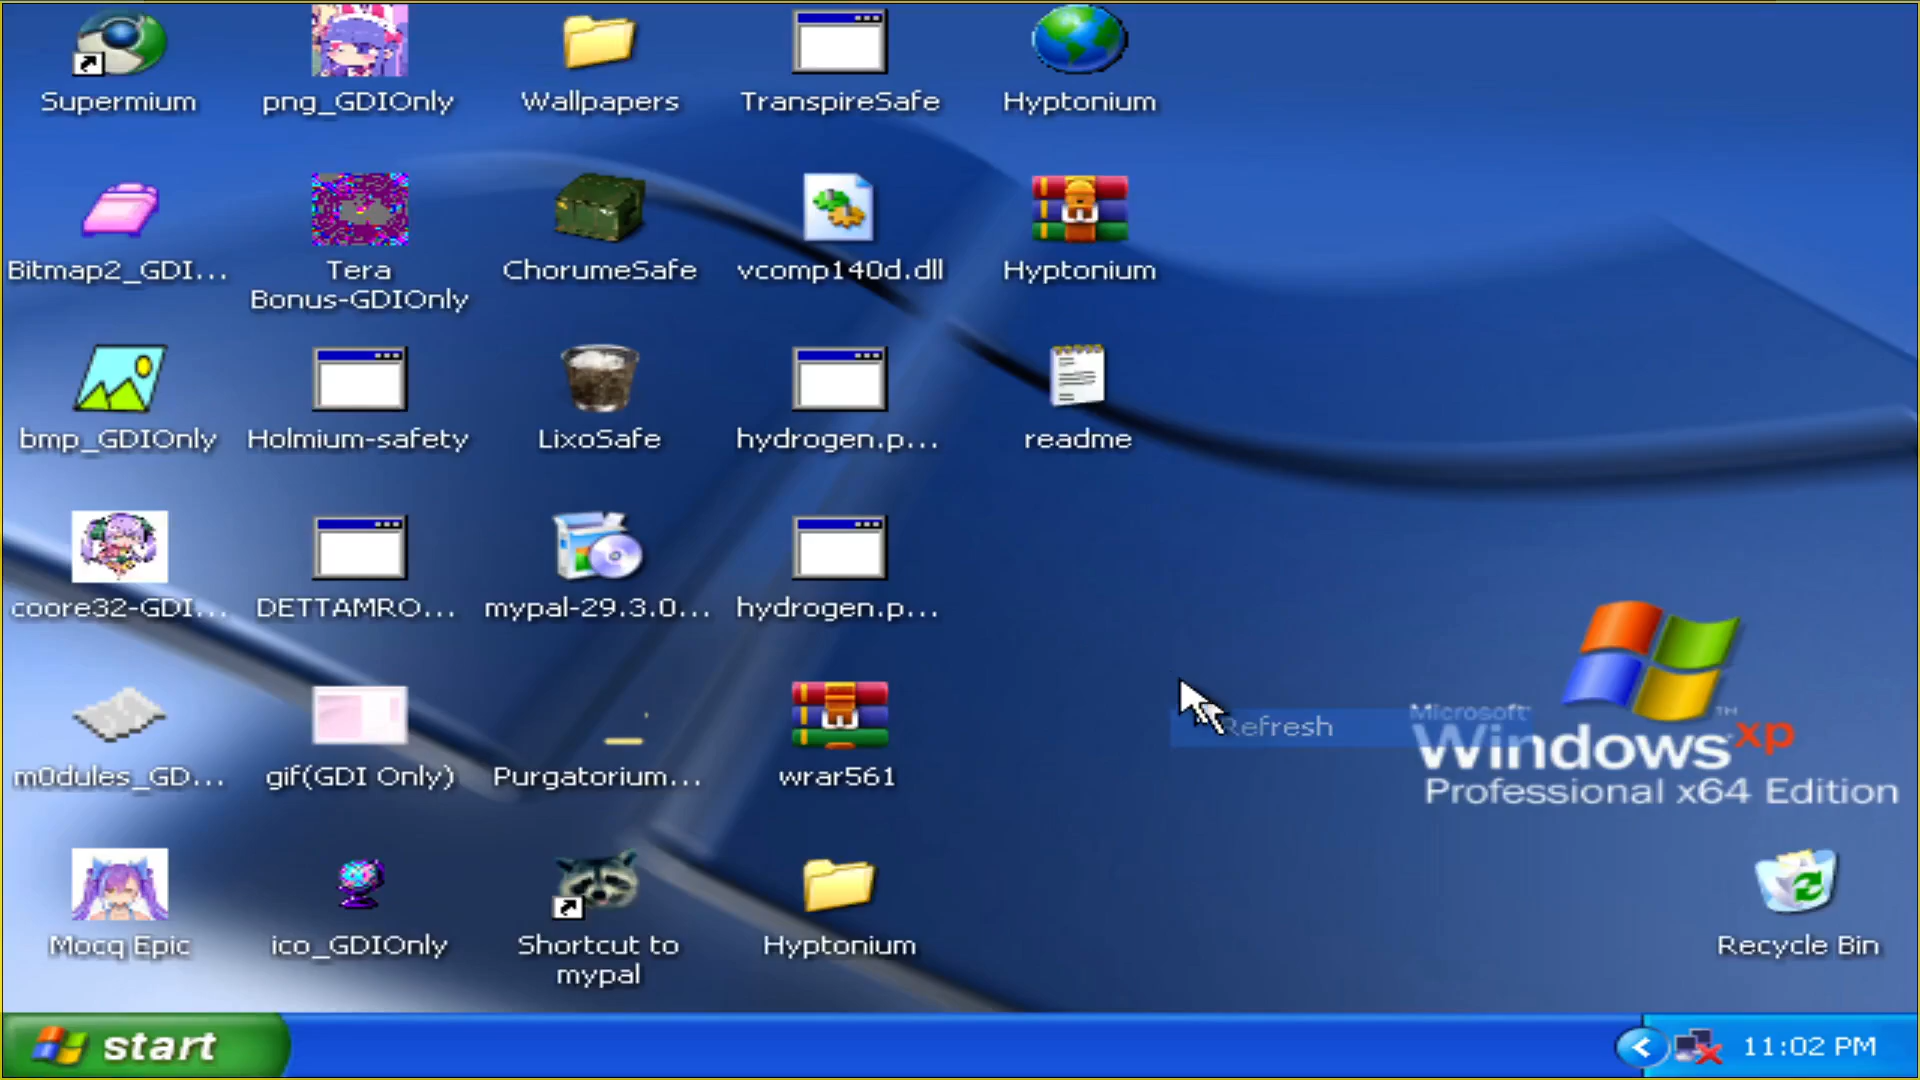 Supermium
png_GDIOnly
Wallpapers
TranspireSafe
Hyptonium
Bitmap2_GDI...
Tera
Bonus-GDIOnly
ChorumeSafe
vcomp140d.dll
Hyptonium
bmp_GDIOnly
Holmium-safety
LixoSafe
hydrogen.p...
readme
coore32-GDI...
DETTAMRO...
mypal-29.3.0...
hydrogen.p...
m0dules_GD...
gif(GDI Only)
Purgatorium...
wrar561
Refresh
Microsoft
Windows xp
TM
Professional x64 Edition
Mocq Epic
ico_GDIOnly
Shortcut to
mypal
Hyptonium
Recycle Bin
start
11:02 PM